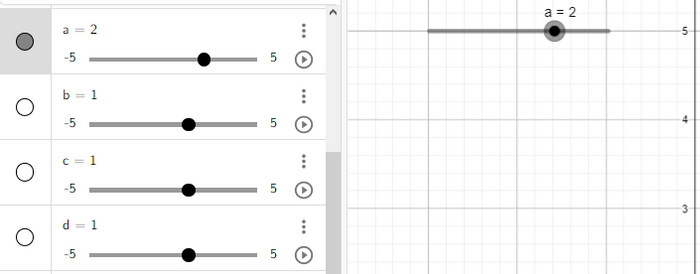 a = 2
-5 5
b = 1
-5 5
c = 1
-5 5
d = 1
-5 5
a = 2
5
4
3